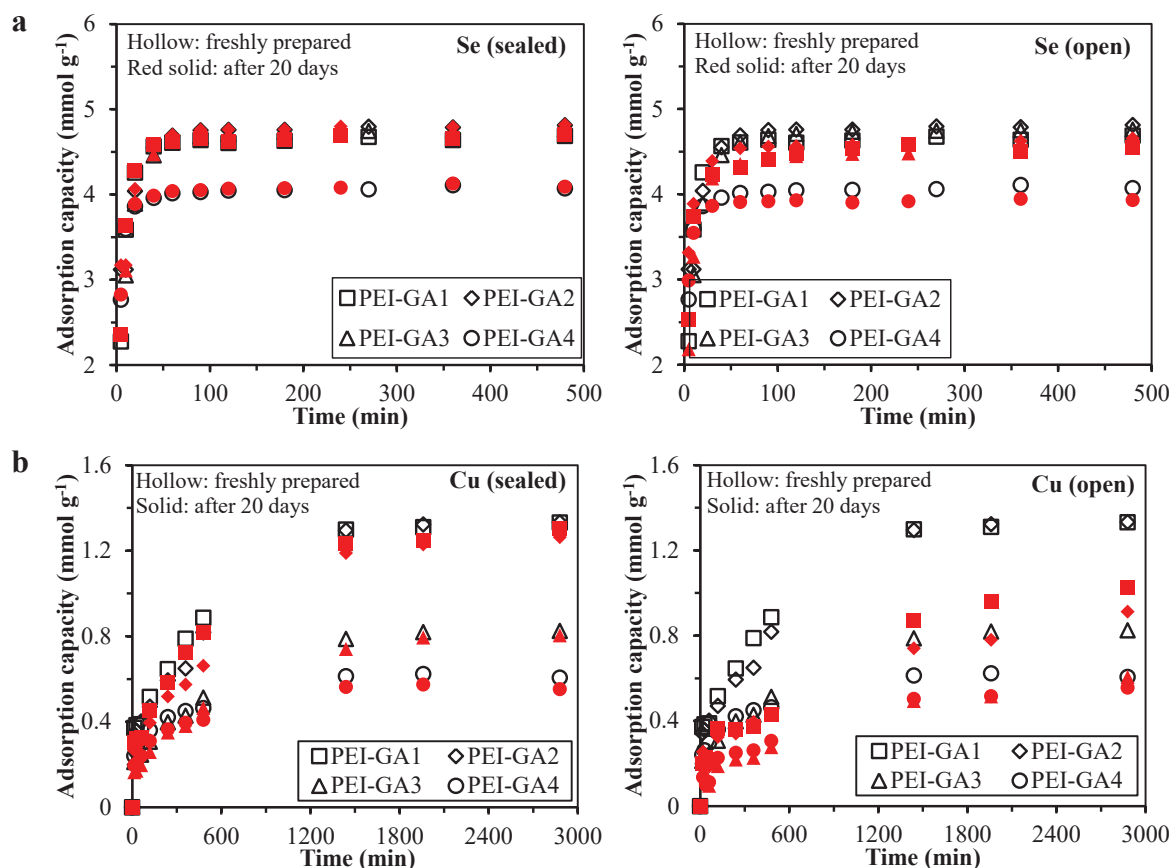 a
Hollow: freshly prepared
Red solid: after 20 days
Se (sealed)
Adsorption capacity (mmol g⁻¹)
6
5
4
3
2
PEI-GA1
PEI-GA2
PEI-GA3
PEI-GA4
0
100
200
300
400
500
Time (min)
Hollow: freshly prepared
Red solid: after 20 days
Se (open)
Adsorption capacity (mmol g⁻¹)
6
5
4
3
2
PEI-GA1
PEI-GA2
PEI-GA3
PEI-GA4
0
100
200
300
400
500
Time (min)
b
Hollow: freshly prepared
Solid: after 20 days
Cu (sealed)
Adsorption capacity (mmol g⁻¹)
1.6
1.2
0.8
0.4
0
PEI-GA1
PEI-GA2
PEI-GA3
PEI-GA4
0
600
1200
1800
2400
3000
Time (min)
Hollow: freshly prepared
Solid: after 20 days
Cu (open)
Adsorption capacity (mmol g⁻¹)
1.6
1.2
0.8
0.4
0
PEI-GA1
PEI-GA2
PEI-GA3
PEI-GA4
0
600
1200
1800
2400
3000
Time (min)